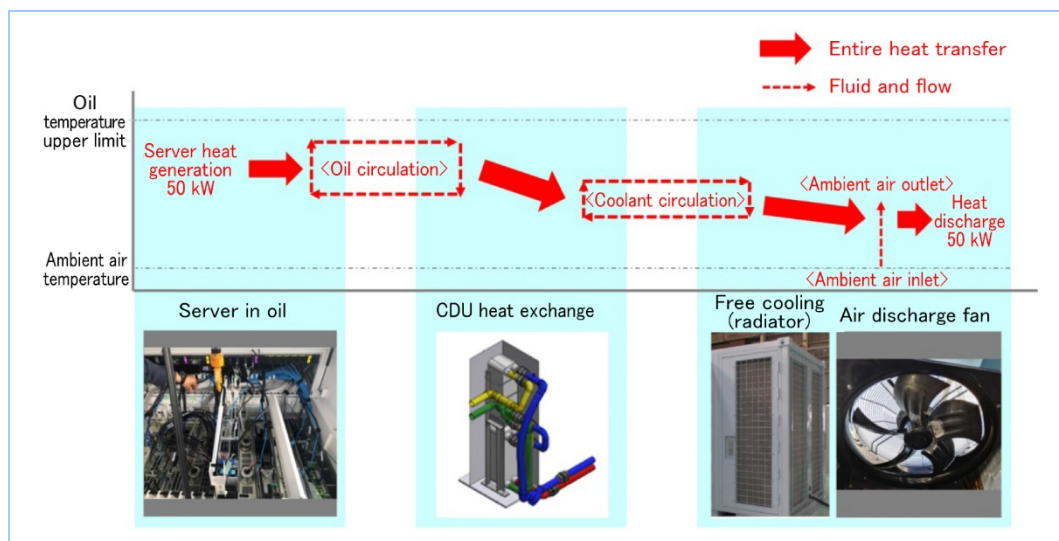 Entire heat transfer
Fluid and flow
Oil
temperature
upper limit
Server heat
generation
50 kW
<Oil circulation>
<Coolant circulation>
<Ambient air outlet>
Heat
discharge
50 kW
Ambient air
temperature
<Ambient air inlet>
Server in oil
CDU heat exchange
Free cooling
(radiator)
Air discharge fan